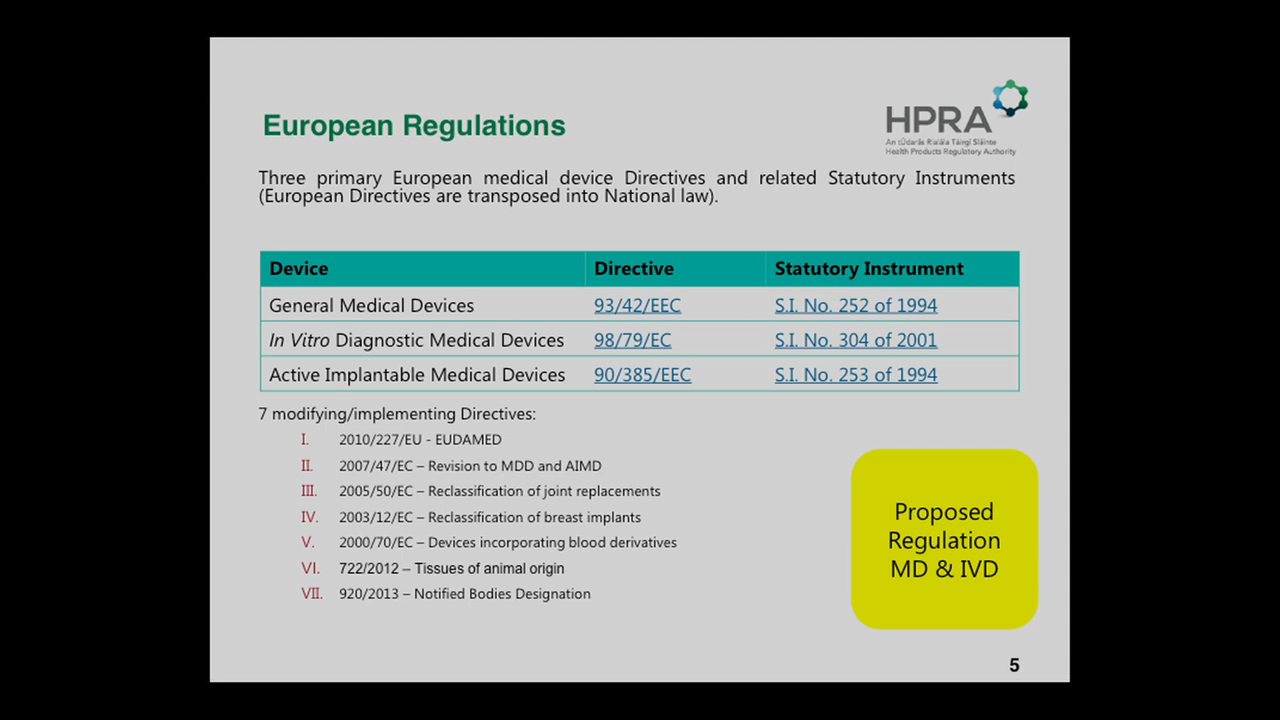 European Regulations
HPRA
An tÚdarás Rialála Táirgí Sláinte
Health Products Regulatory Authority
Three primary European medical device Directives and related Statutory Instruments
(European Directives are transposed into National law).
Device Directive Statutory Instrument
General Medical Devices 93/42/EEC S.I. No. 252 of 1994
In Vitro Diagnostic Medical Devices 98/79/EC S.I. No. 304 of 2001
Active Implantable Medical Devices 90/385/EEC S.I. No. 253 of 1994
7 modifying/implementing Directives:
I. 2010/227/EU - EUDAMED
II. 2007/47/EC – Revision to MDD and AIMD
III. 2005/50/EC – Reclassification of joint replacements
IV. 2003/12/EC – Reclassification of breast implants
V. 2000/70/EC – Devices incorporating blood derivatives
VI. 722/2012 – Tissues of animal origin
VII. 920/2013 – Notified Bodies Designation
Proposed
Regulation
MD & IVD
5